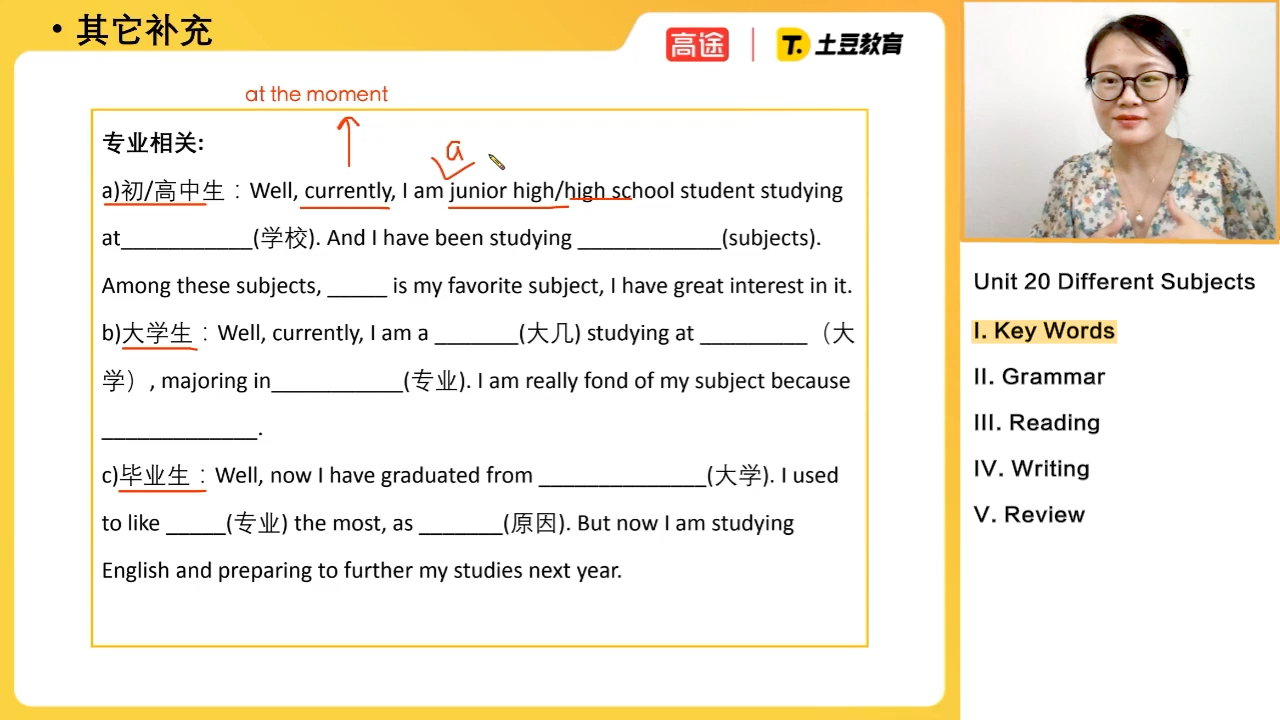 • 其它补充
高途 | T. 土豆教育
at the moment
专业相关:
a
a)初/高中生：Well, currently, I am junior high/high school student studying
at___________(学校). And I have been studying ____________(subjects).
Among these subjects, _____ is my favorite subject, I have great interest in it.
b)大学生：Well, currently, I am a _______(大几) studying at _________（大
学）, majoring in___________(专业). I am really fond of my subject because
_____________.
c)毕业生：Well, now I have graduated from ______________(大学). I used
to like _____(专业) the most, as _______(原因). But now I am studying
English and preparing to further my studies next year.
Unit 20 Different Subjects
I. Key Words
II. Grammar
III. Reading
IV. Writing
V. Review